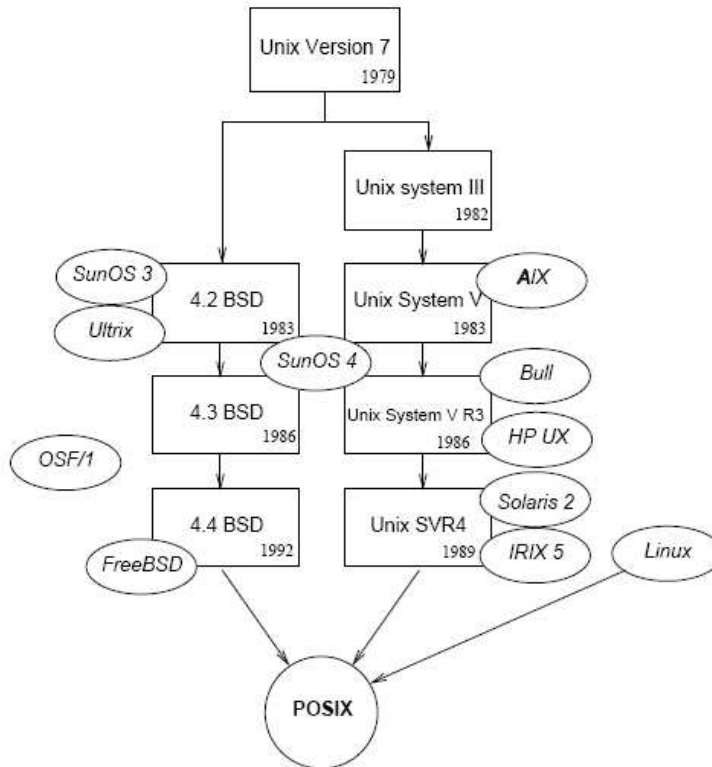 Unix Version 7
1979
Unix system III
1982
SunOS 3
Ultrix
4.2 BSD
1983
Unix System V
1983
AIX
SunOS 4
4.3 BSD
1986
Unix System V R3
1986
Bull
HP UX
OSF/1
4.4 BSD
1992
FreeBSD
Unix SVR4
1989
Solaris 2
IRIX 5
Linux
POSIX